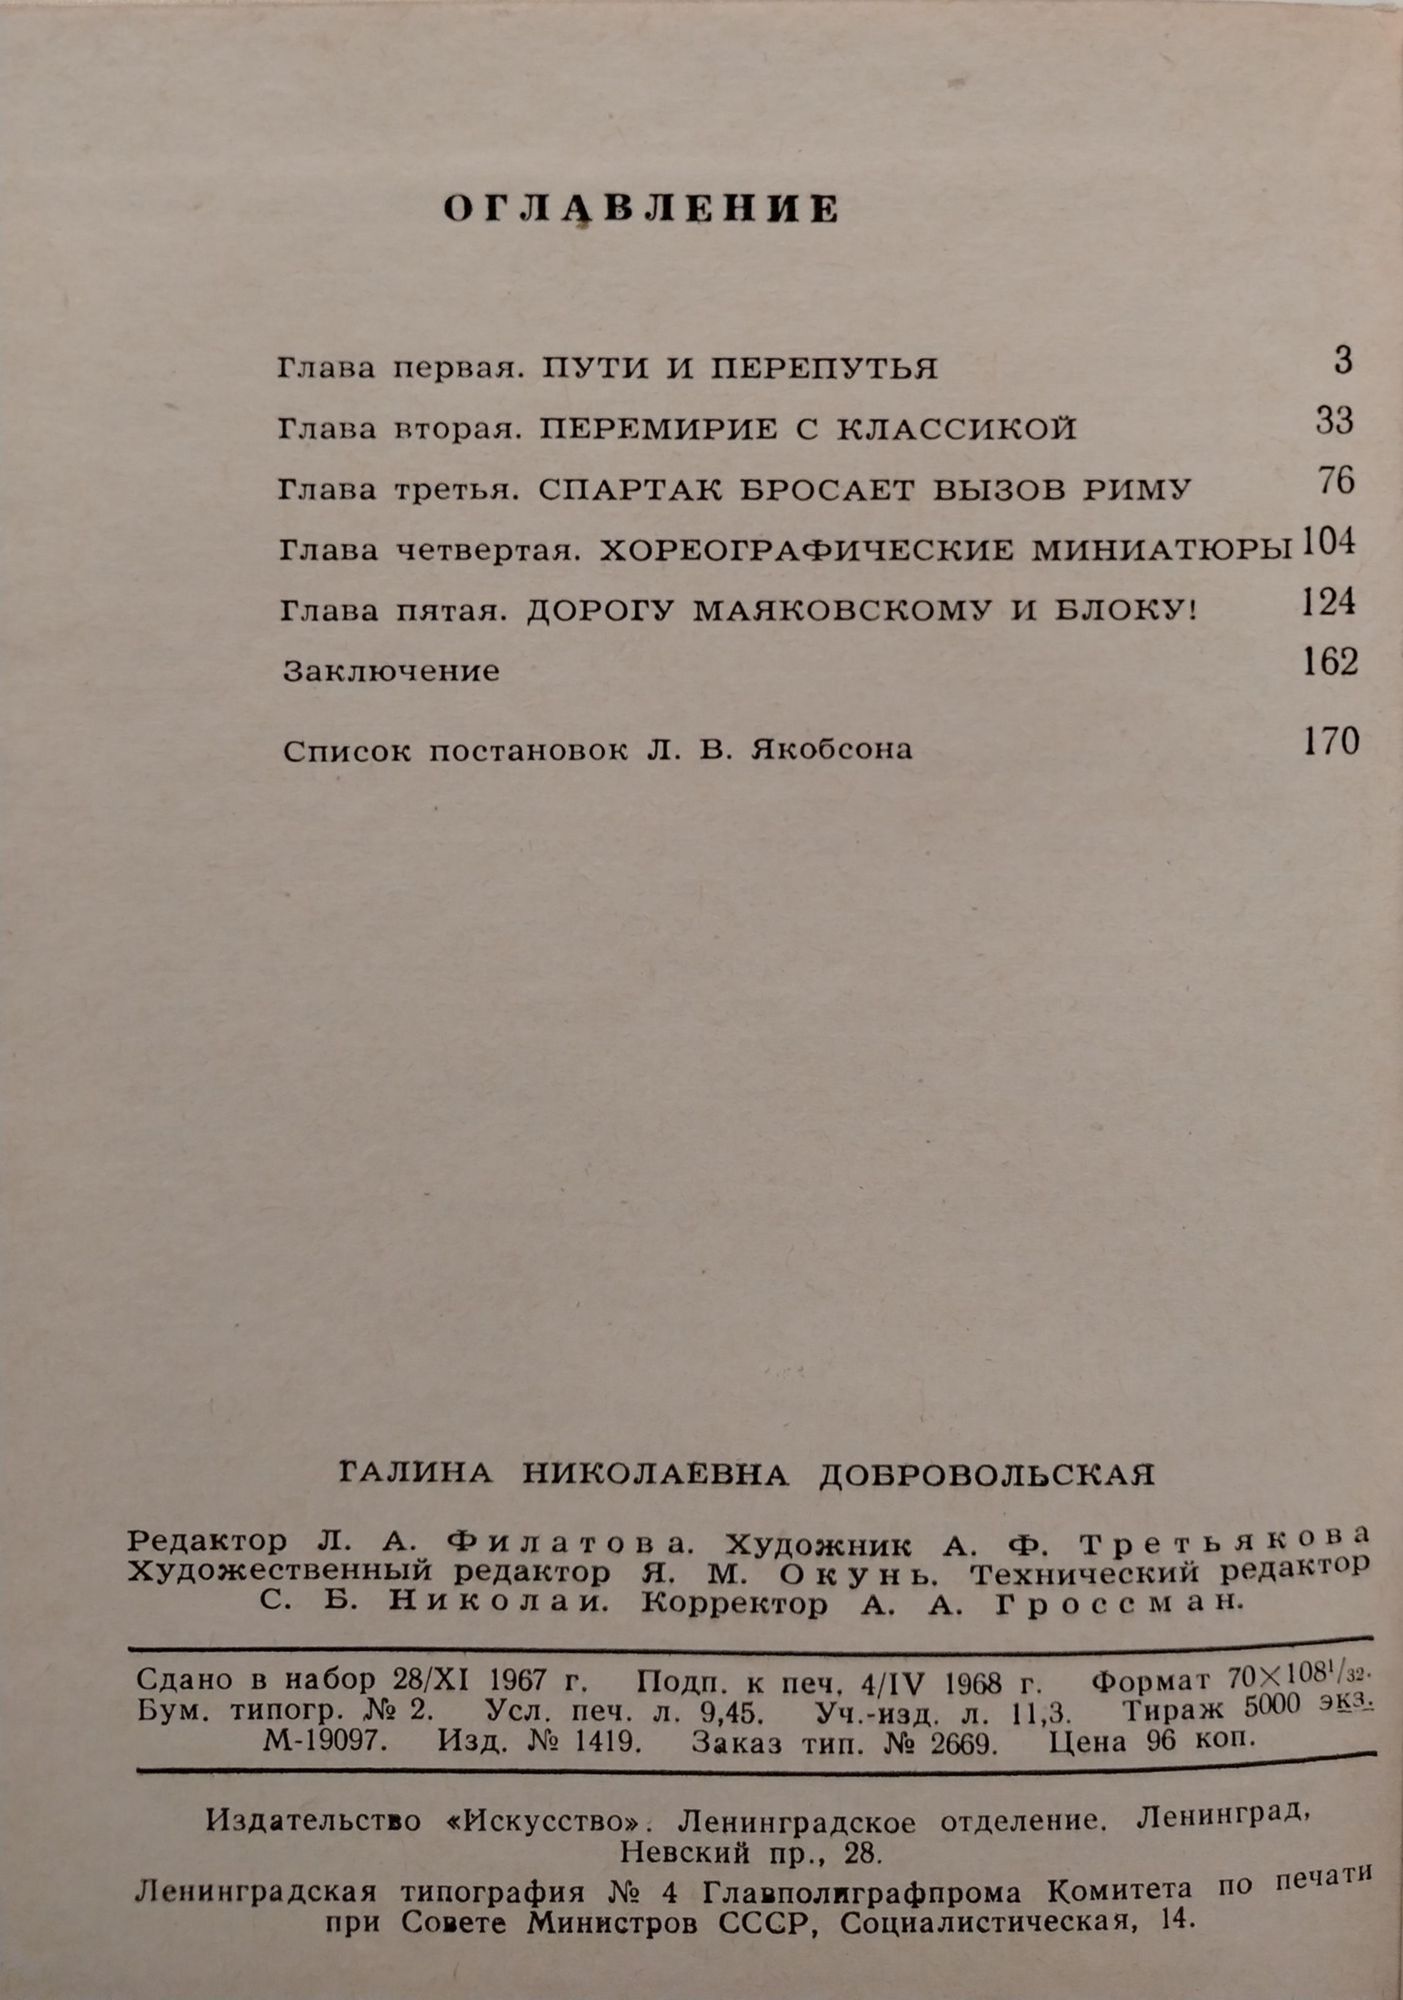 ОГЛАВЛЕНИЕ
Глава первая. ПУТИ И ПЕРЕПУТЬЯ 3
Глава вторая. ПЕРЕМИРИЕ С КЛАССИКОЙ 33
Глава третья. СПАРТАК БРОСАЕТ ВЫЗОВ РИМУ 76
Глава четвертая. ХОРЕОГРАФИЧЕСКИЕ МИНИАТЮРЫ 104
Глава пятая. ДОРОГУ МАЯКОВСКОМУ И БЛОКУ! 124
Заключение 162
Список постановок Л. В. Якобсона 170
ГАЛИНА НИКОЛАЕВНА ДОБРОВОЛЬСКАЯ
Редактор Л. А. Филатова. Художник А. Ф. Третьякова
Художественный редактор Я. М. Окунь. Технический редактор
С. Б. Николаи. Корректор А. А. Гроссман.
Сдано в набор 28/XI 1967 г. Подп. к печ. 4/IV 1968 г. Формат 70×108¹/₃₂.
Бум. типогр. № 2. Усл. печ. л. 9,45. Уч.-изд. л. 11,3. Тираж 5000 экз.
М-19097. Изд. № 1419. Заказ тип. № 2669. Цена 96 коп.
Издательство «Искусство». Ленинградское отделение. Ленинград,
Невский пр., 28.
Ленинградская типография № 4 Главполиграфпрома Комитета по печати
при Совете Министров СССР, Социалистическая, 14.